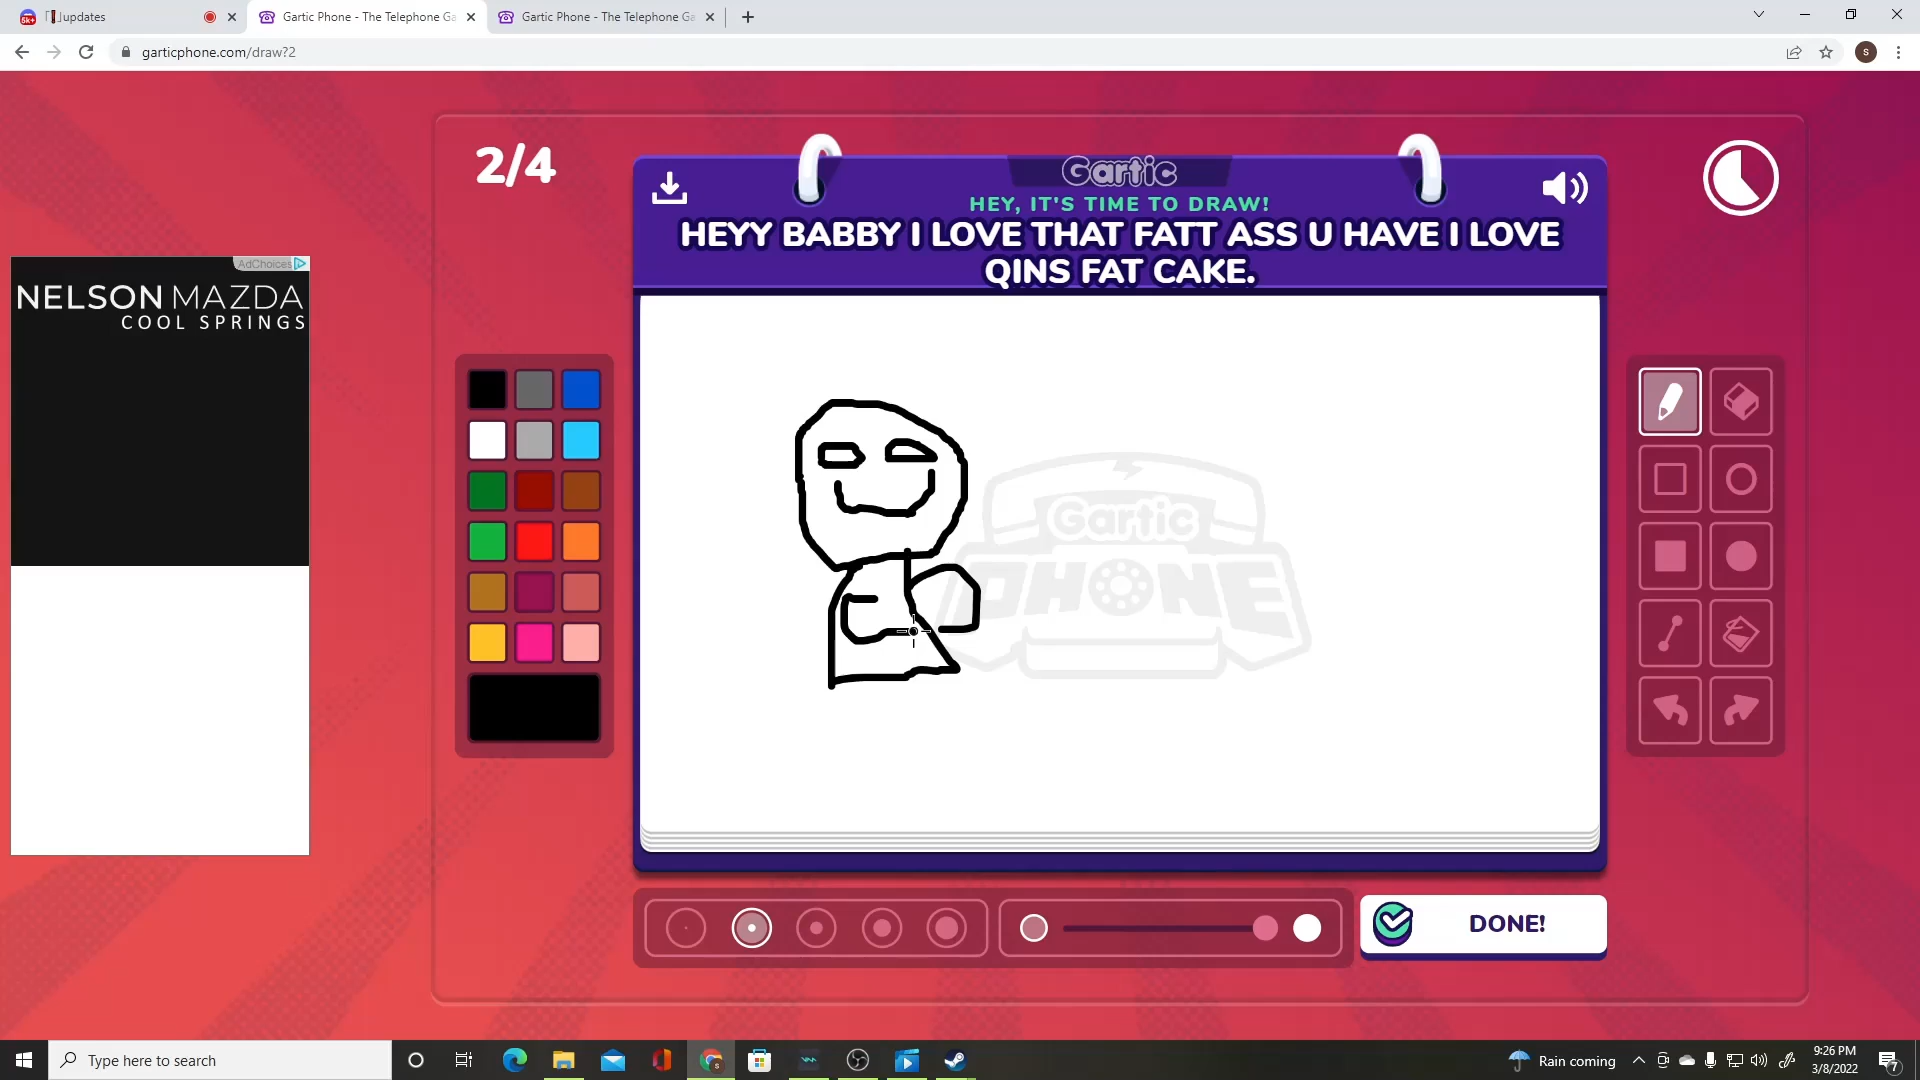 updates
Gartic Phone - The Telephone Ga
Gartic Phone - The Telephone Ga
garticphone.com/draw?2
S
2/4
Gartic
HEY, IT'S TIME TO DRAW!
HEYY BABBY I LOVE THAT FATT ASS U HAVE I LOVE
QINS FAT CAKE.
AdChoices
NELSON MAZDA
COOL SPRINGS
Gartic
PHONE
DONE!
Type here to search
Rain coming
9:26 PM
3/8/2022
7